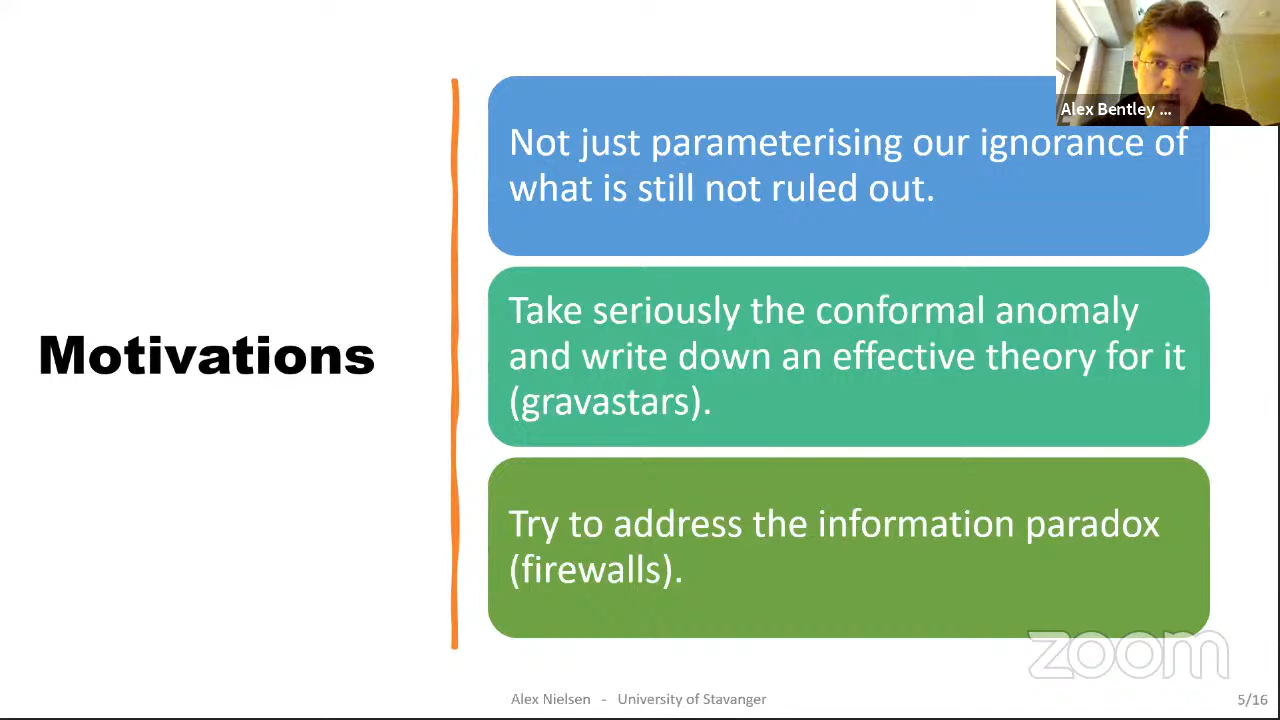 Alex Bentley ...
Not just parameterising our ignorance of
what is still not ruled out.
Motivations
Take seriously the conformal anomaly
and write down an effective theory for it
(gravastars).
Try to address the information paradox
(firewalls).
zoom
Alex Nielsen - University of Stavanger
5/16